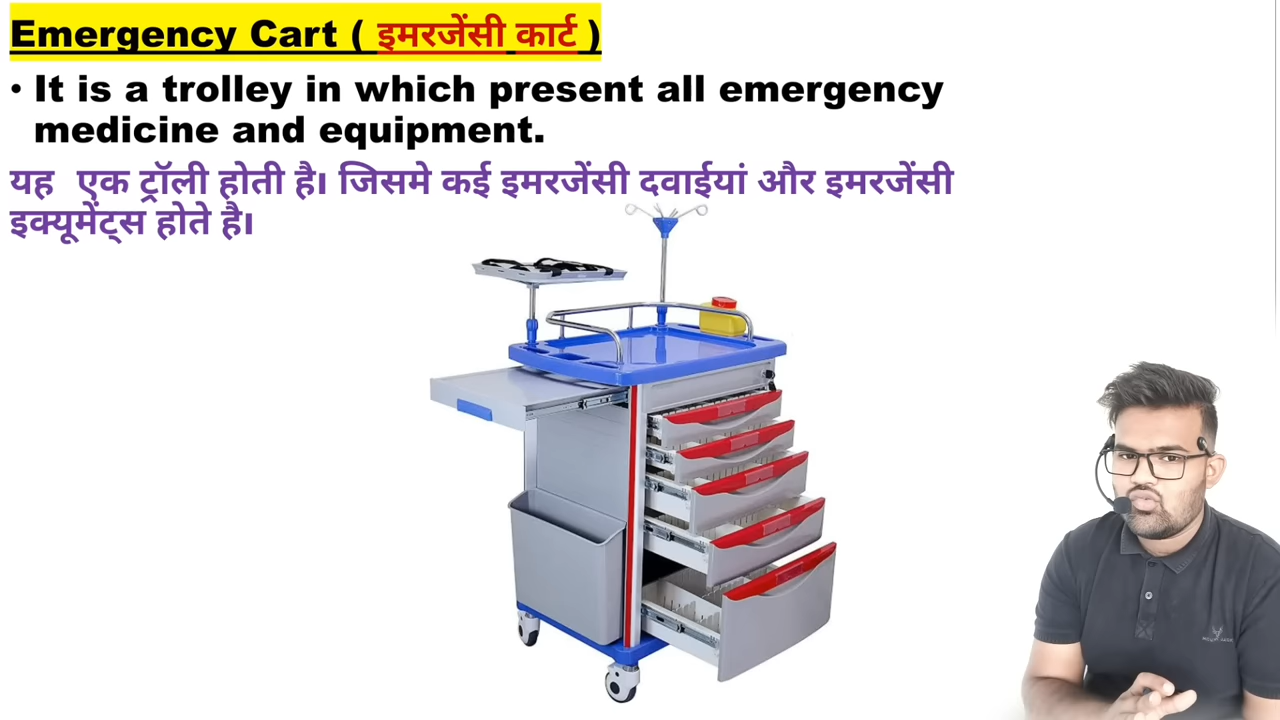 Emergency Cart ( इमरजेंसी कार्ट )
• It is a trolley in which present all emergency
medicine and equipment.
यह एक ट्रॉली होती है। जिसमे कई इमरजेंसी दवाईयां और इमरजेंसी
इक्यूमेंट्स होते है।